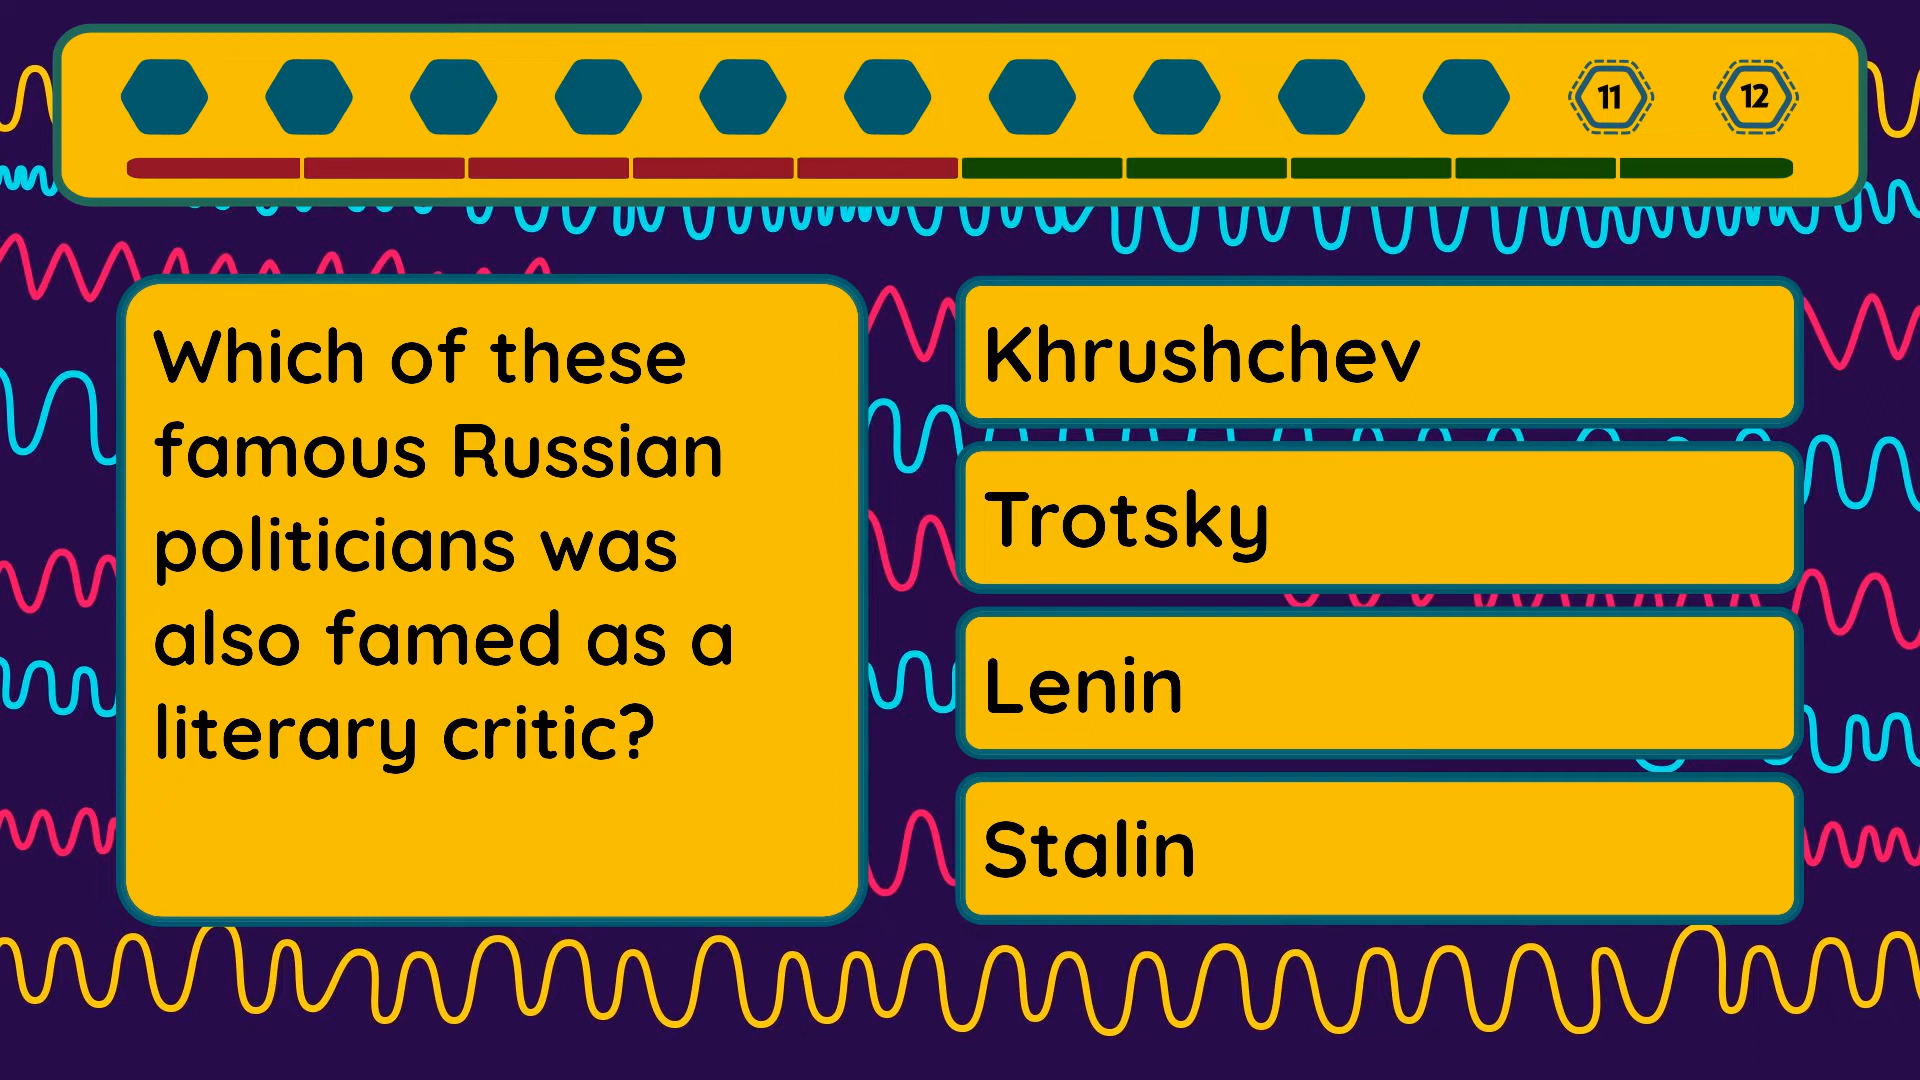 11
12
Which of these
famous Russian
politicians was
also famed as a
literary critic?
Khrushchev
Trotsky
Lenin
Stalin